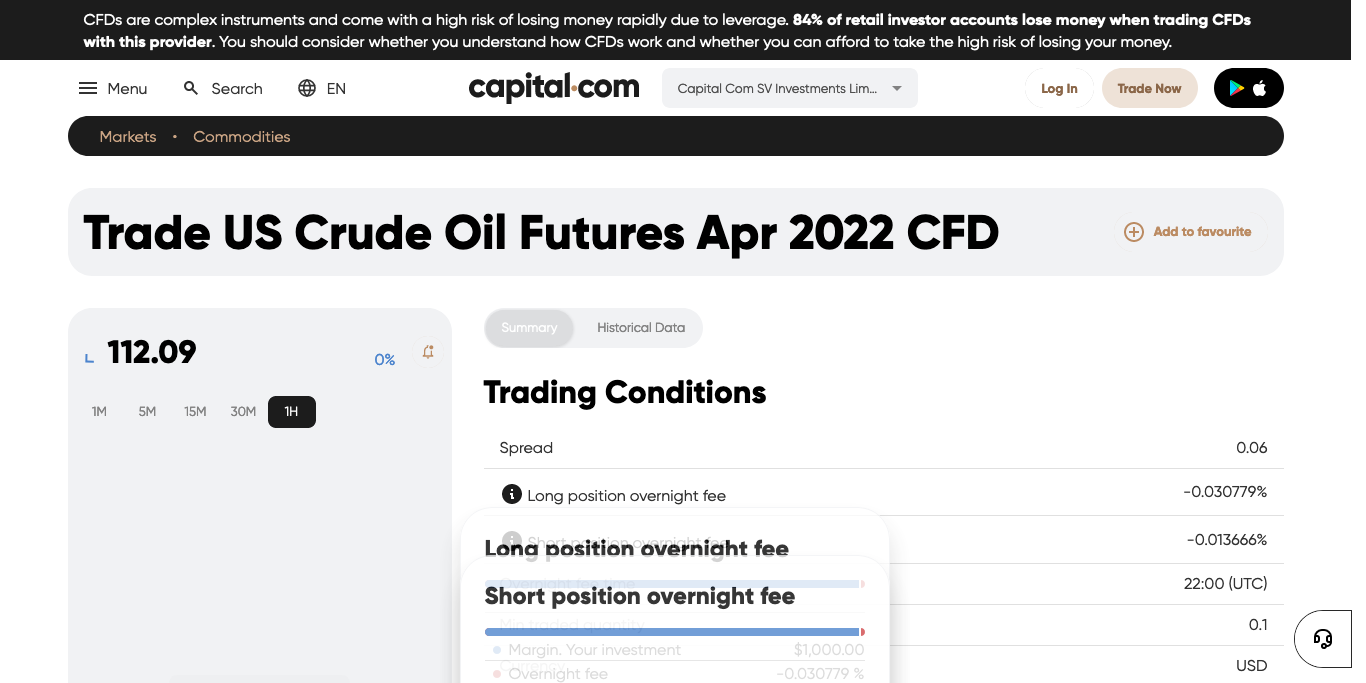 CFDs are complex instruments and come with a high risk of losing money rapidly due to leverage. 84% of retail investor accounts lose money when trading CFDs
with this provider. You should consider whether you understand how CFDs work and whether you can afford to take the high risk of losing your money.
Menu
Search
EN
capital.com
Capital Com SV Investments Lim...
Log In
Trade Now
Markets • Commodities
Trade US Crude Oil Futures Apr 2022 CFD
Add to favourite
112.09
0%
1M 5M 15M 30M 1H
Summary
Historical Data
Trading Conditions
Spread 0.06
Long position overnight fee -0.030779%
Short position overnight fee -0.013666%
Long position overnight fee
Overnight fee time 22:00 (UTC)
Short position overnight fee
Min traded quantity 0.1
Margin. Your investment $1,000.00
Currency USD
Overnight fee -0.030779 %